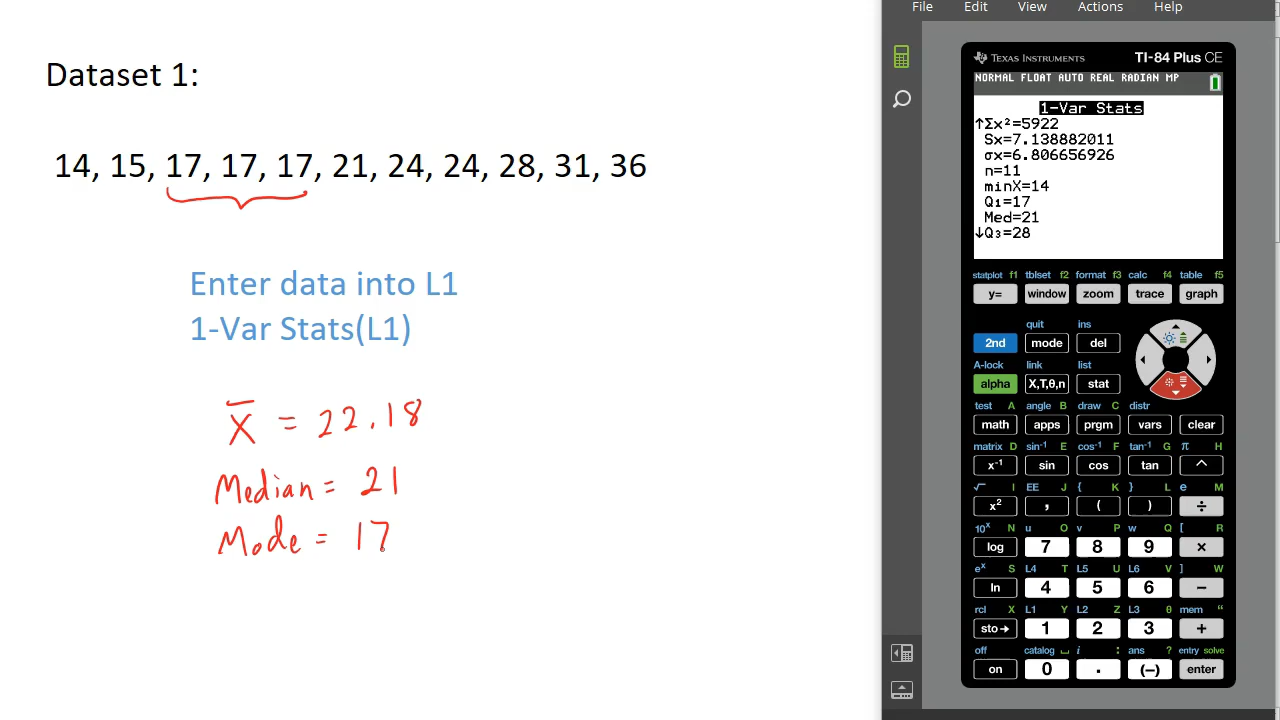 File Edit View Actions Help
Dataset 1:
14, 15, 17, 17, 17, 21, 24, 24, 28, 31, 36
Enter data into L1
1-Var Stats(L1)
X̄ = 22.18
Median = 21
Mode = 17
TEXAS INSTRUMENTS TI-84 Plus CE
NORMAL FLOAT AUTO REAL RADIAN MP
1-Var Stats
↑Σx²=5922
Sx=7.138882011
σx=6.806656926
n=11
minX=14
Q₁=17
Med=21
↓Q₃=28
statplot f1 tblset f2 format f3 calc f4 table f5
y= window zoom trace graph
quit ins
2nd mode del
A-lock link list
alpha X,T,θ,n stat
test A angle B draw C distr
math apps prgm vars clear
matrix D sin⁻¹ E cos⁻¹ F tan⁻¹ G π H
x⁻¹ sin cos tan ^
√ I EE J { K } L e M
x² , ( ) ÷
10ˣ N u O v P w Q [ R
log 7 8 9 ×
eˣ S L4 T L5 U L6 V ] W
ln 4 5 6 −
rcl X L1 Y L2 Z L3 θ mem "
sto→ 1 2 3 +
off catalog ⎵ i : ans ? entry solve
on 0 . (−) enter